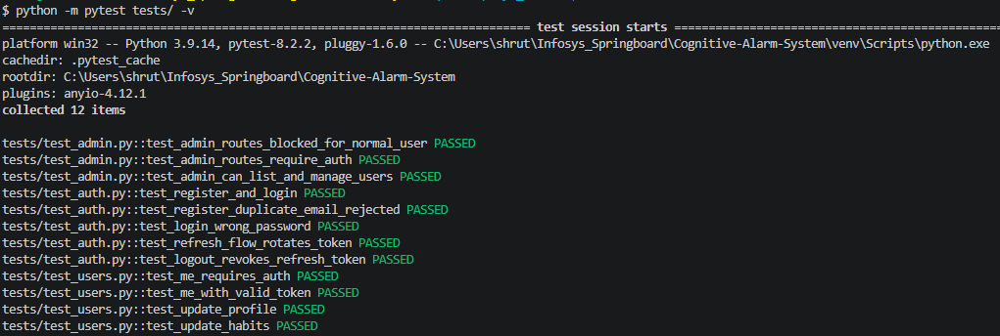 $ python -m pytest tests/ -v
============================= test session starts =============================
platform win32 -- Python 3.9.14, pytest-8.2.2, pluggy-1.6.0 -- C:\Users\shrut\Infosys_Springboard\Cognitive-Alarm-System\venv\Scripts\python.exe
cachedir: .pytest_cache
rootdir: C:\Users\shrut\Infosys_Springboard\Cognitive-Alarm-System
plugins: anyio-4.12.1
collected 12 items
tests/test_admin.py::test_admin_routes_blocked_for_normal_user PASSED
tests/test_admin.py::test_admin_routes_require_auth PASSED
tests/test_admin.py::test_admin_can_list_and_manage_users PASSED
tests/test_auth.py::test_register_and_login PASSED
tests/test_auth.py::test_register_duplicate_email_rejected PASSED
tests/test_auth.py::test_login_wrong_password PASSED
tests/test_auth.py::test_refresh_flow_rotates_token PASSED
tests/test_auth.py::test_logout_revokes_refresh_token PASSED
tests/test_users.py::test_me_requires_auth PASSED
tests/test_users.py::test_me_with_valid_token PASSED
tests/test_users.py::test_update_profile PASSED
tests/test_users.py::test_update_habits PASSED